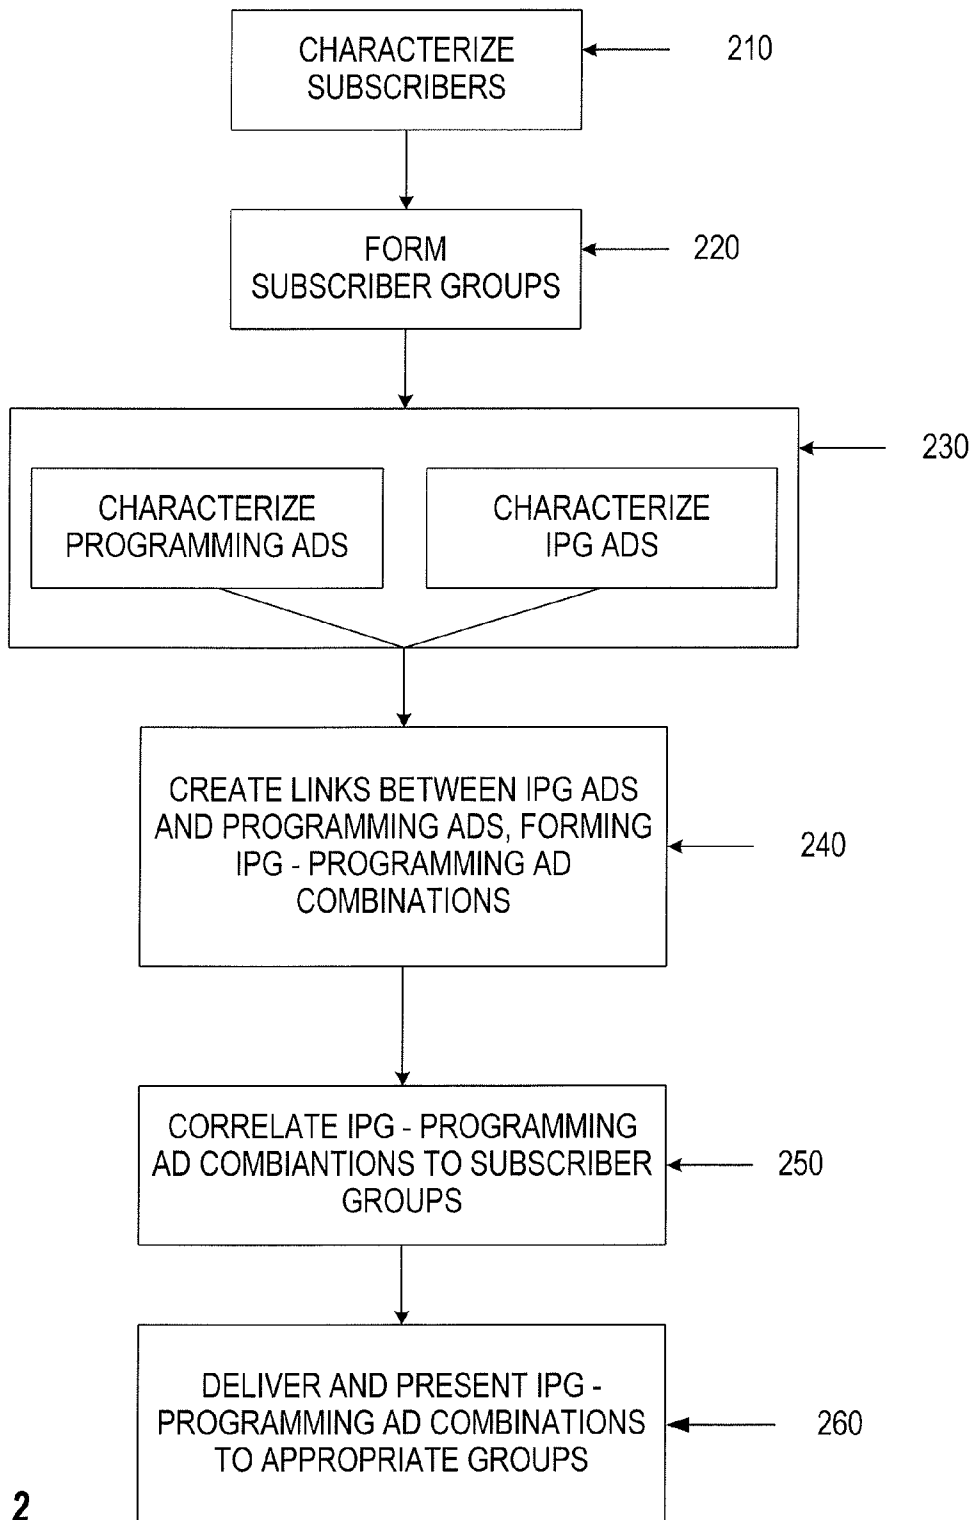 CHARACTERIZE
SUBSCRIBERS
210
FORM
SUBSCRIBER GROUPS
220
230
CHARACTERIZE
PROGRAMMING ADS
CHARACTERIZE
IPG ADS
CREATE LINKS BETWEEN IPG ADS
AND PROGRAMMING ADS, FORMING
IPG - PROGRAMMING AD
COMBINATIONS
240
CORRELATE IPG - PROGRAMMING
AD COMBIANTIONS TO SUBSCRIBER
GROUPS
250
DELIVER AND PRESENT IPG -
PROGRAMMING AD COMBINATIONS
TO APPROPRIATE GROUPS
260
2